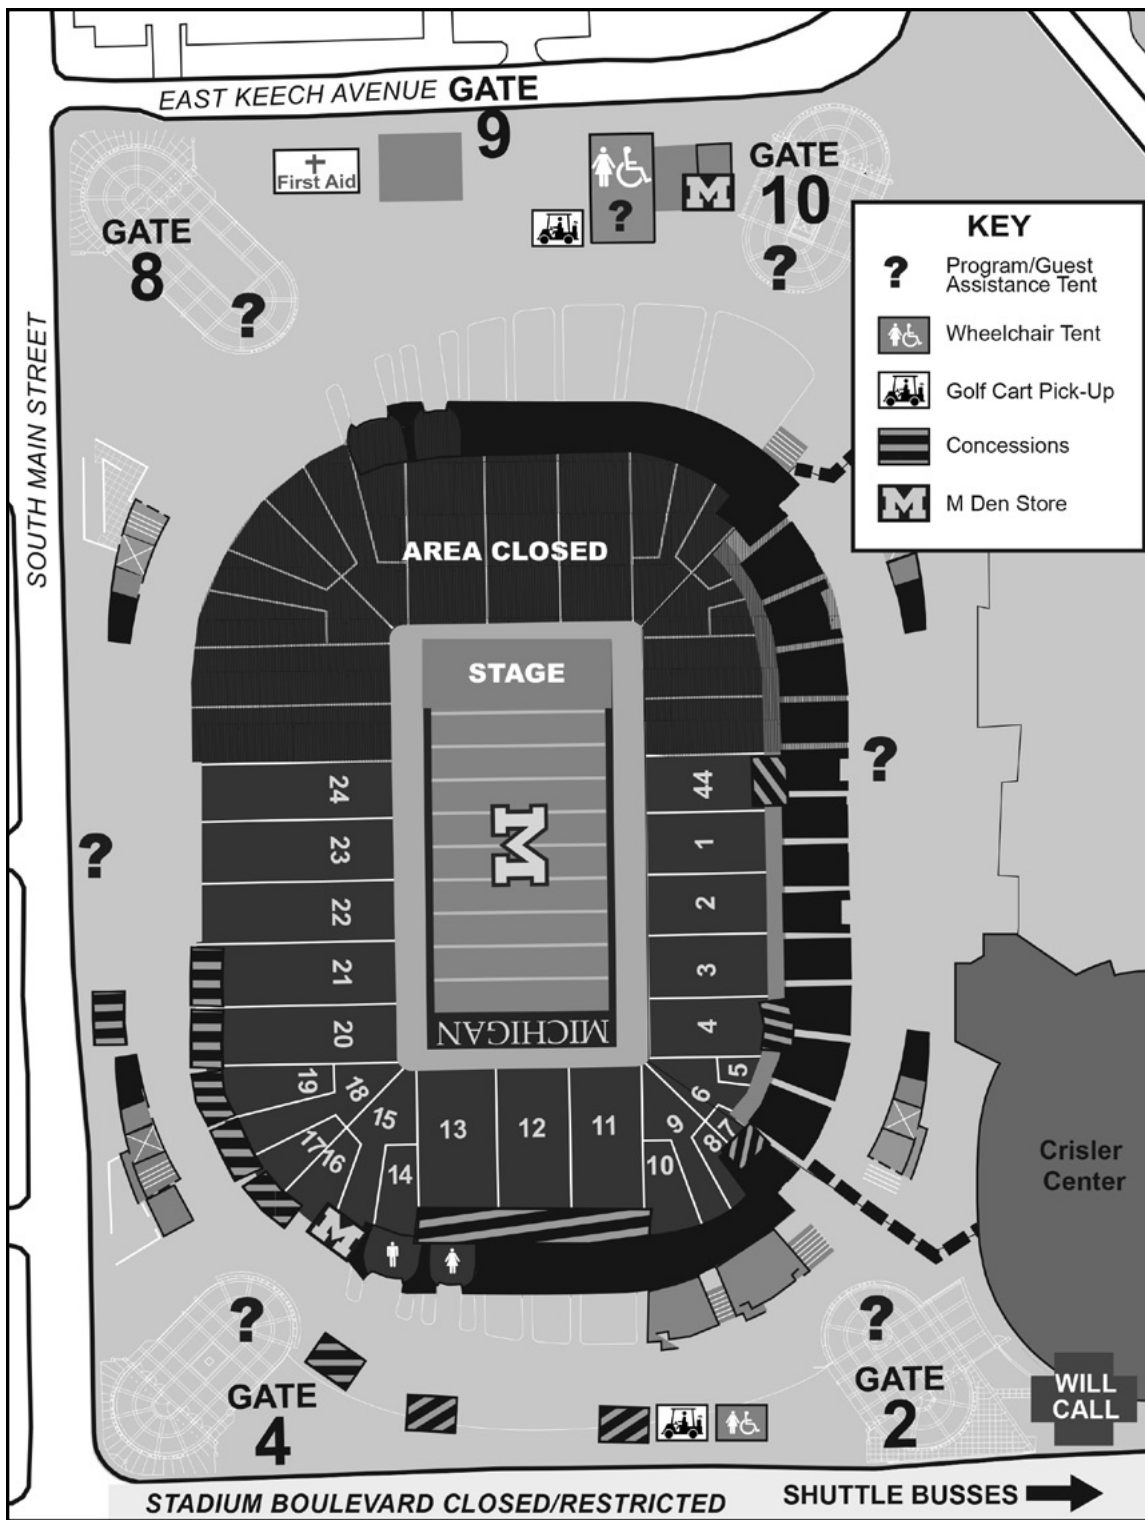 EAST KEECH AVENUE
GATE
9
First Aid
?
M
GATE
10
?
GATE
8
?
KEY
?
Program/Guest
Assistance Tent
Wheelchair Tent
Golf Cart Pick-Up
Concessions
M
M Den Store
SOUTH MAIN STREET
AREA CLOSED
STAGE
?
?
24
23
22
21
20
19
18
17
16
15
14
13
12
11
10
9
8
7
6
5
4
3
2
1
44
M
MICHIGAN
M
Crisler
Center
?
GATE
4
?
GATE
2
WILL
CALL
STADIUM BOULEVARD CLOSED/RESTRICTED
SHUTTLE BUSSES